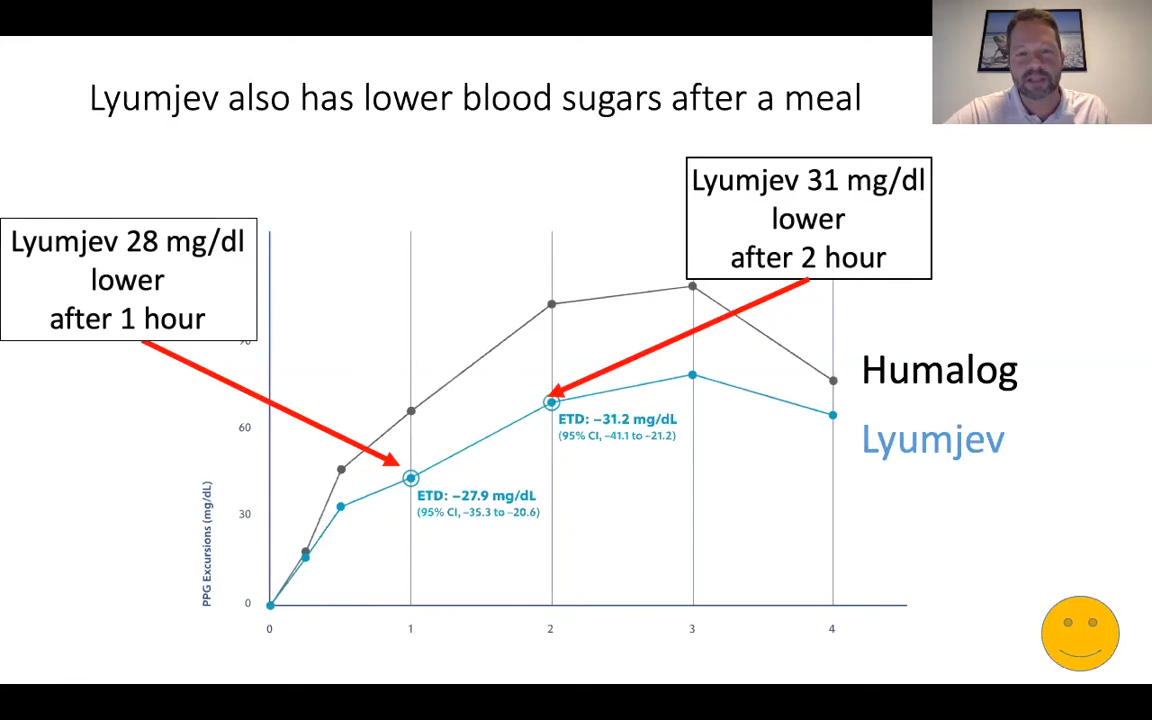 Lyumjev also has lower blood sugars after a meal
Lyumjev 31 mg/dl
lower
after 2 hour
Lyumjev 28 mg/dl
lower
after 1 hour
Humalog
Lyumjev
ETD: −31.2 mg/dL
(95% CI, −41.1 to −21.2)
ETD: −27.9 mg/dL
(95% CI, −35.3 to −20.6)
PPG Excursions (mg/dL)
90
60
30
0
0 1 2 3 4